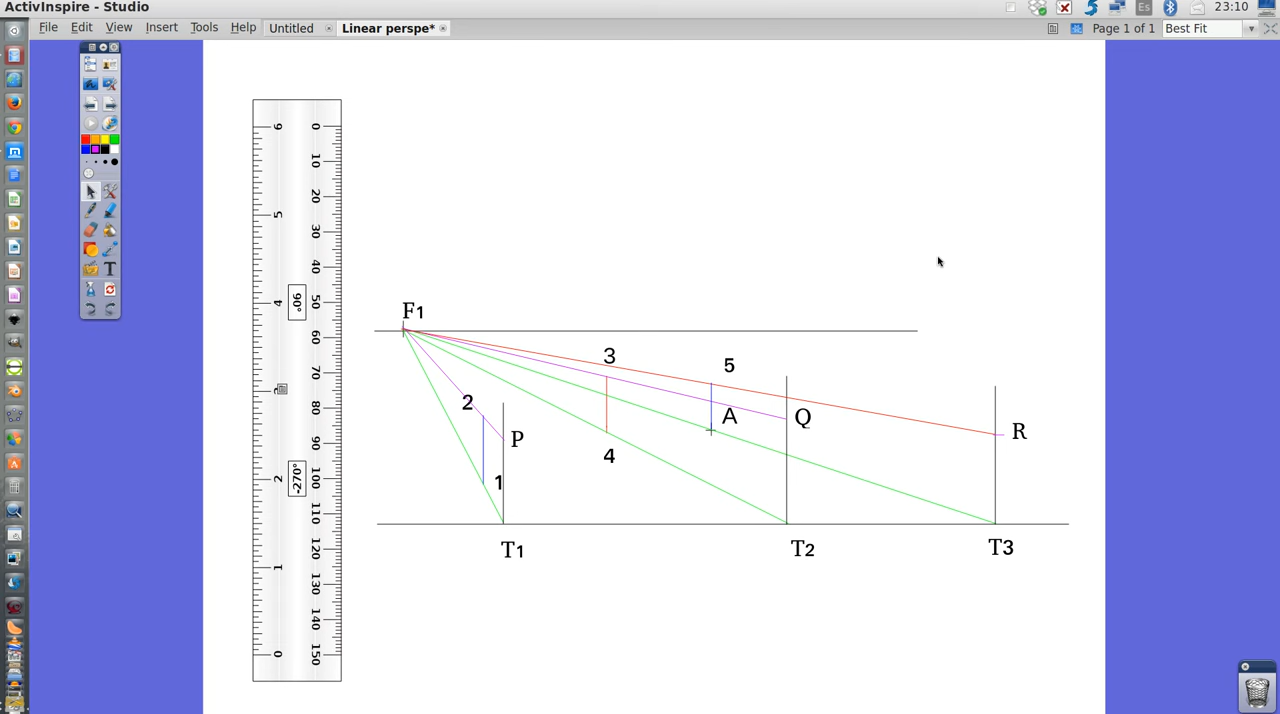 ActivInspire - Studio
Es
23:10
File Edit View Insert Tools Help
Untitled
Linear perspe*
Page 1 of 1
Best Fit
6
5
4
3
2
1
0
0
10
20
30
40
50
60
70
80
90
100
110
120
130
140
150
90°
-270°
F1
3
5
2
A
Q
P
R
4
1
T1
T2
T3
T